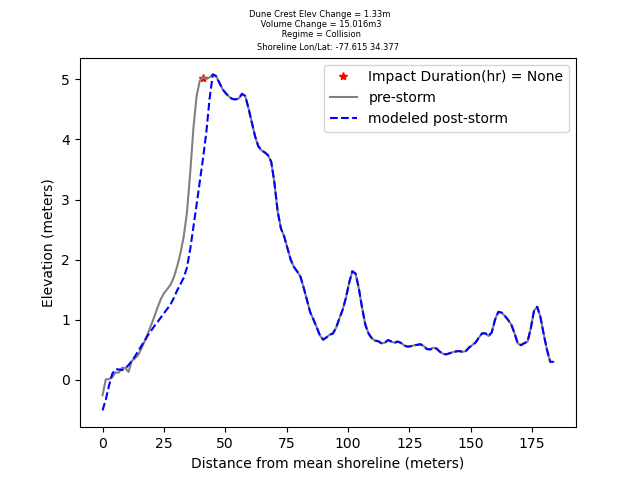 Dune Crest Elev Change = 1.33m
Volume Change = 15.016m3
Regime = Collision
Shoreline Lon/Lat: -77.615 34.377
Impact Duration(hr) = None
pre-storm
modeled post-storm
Elevation (meters)
5
4
3
2
1
0
0 25 50 75 100 125 150 175
Distance from mean shoreline (meters)